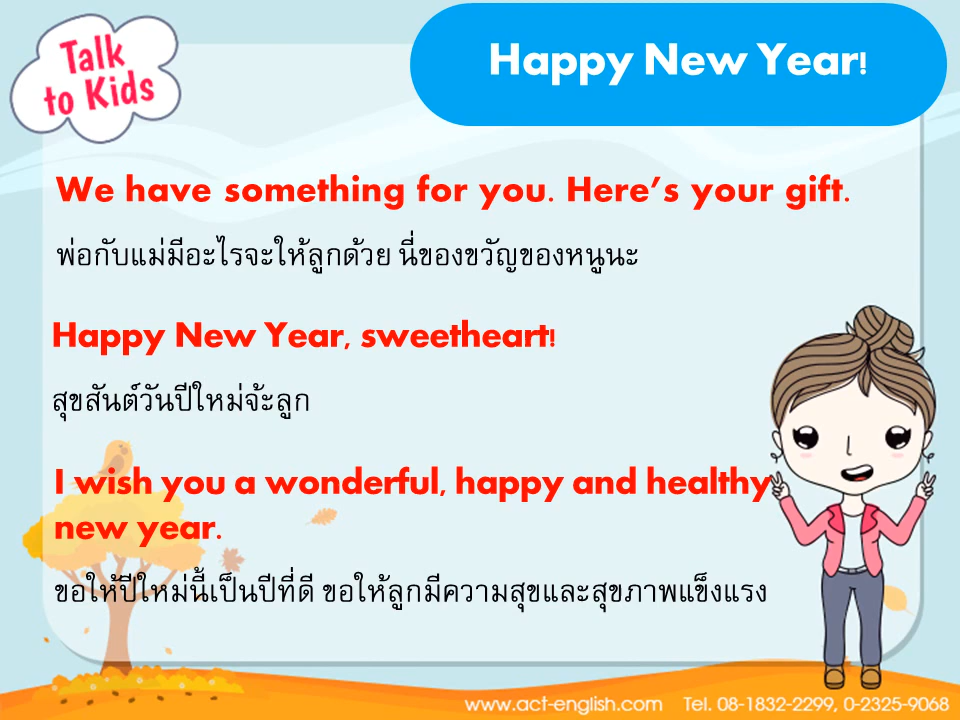 Talk
to Kids
Happy New Year!
We have something for you. Here's your gift.
พ่อกับแม่มีอะไรจะให้ลูกด้วย นี่ของขวัญของหนูนะ
Happy New Year, sweetheart!
สุขสันต์วันปีใหม่จ้ะลูก
I wish you a wonderful, happy and healthy
new year.
ขอให้ปีใหม่นี้เป็นปีที่ดี ขอให้ลูกมีความสุขและสุขภาพแข็งแรง
www.act-english.com Tel. 08-1832-2299, 0-2325-9068